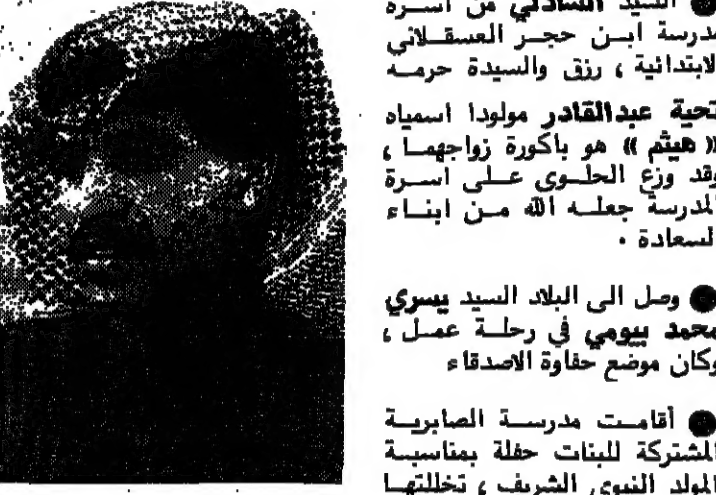 ● السيد الشاذلي من أسرة
مدرسة ابن حجر العسقلاني
الابتدائية ، رزق والسيدة حرمه
تحية عبدالقادر مولودا اسمياه
« هيثم » هو باكورة زواجهما ،
وقد وزع الحلوى على اسرة
المدرسة جعله الله من ابناء
السعادة .
● وصل الى البلاد السيد يسري
محمد بيومي في رحلة عمل ،
وكان موضع حفاوة الاصدقاء
● أقامت مدرسة الصابرية
المشتركة للبنات حفلة بمناسبة
المولد النبوي الشريف ، تخللتها